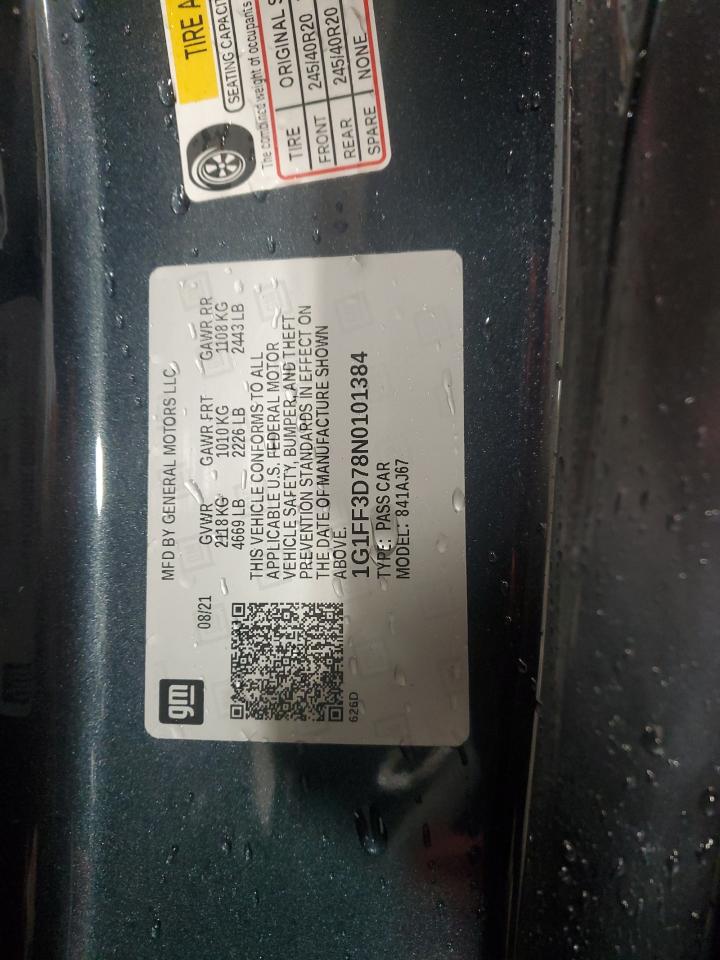 gm
MFD BY GENERAL MOTORS LLC
08/21
GVWR GAWR FRT GAWR RR
2118 KG 1010 KG 1108 KG
4669 LB 2226 LB 2443 LB
THIS VEHICLE CONFORMS TO ALL
APPLICABLE U.S. FEDERAL MOTOR
VEHICLE SAFETY, BUMPER, AND THEFT
PREVENTION STANDARDS IN EFFECT ON
THE DATE OF MANUFACTURE SHOWN
ABOVE.
1G1FF3D78N0101384
TYPE: PASS CAR
MODEL: 841AJ67
626D
TIRE A
SEATING CAPACIT
The combined weight of occupants
TIRE ORIGINAL S
FRONT 245/40R20
REAR 245/40R20
SPARE NONE